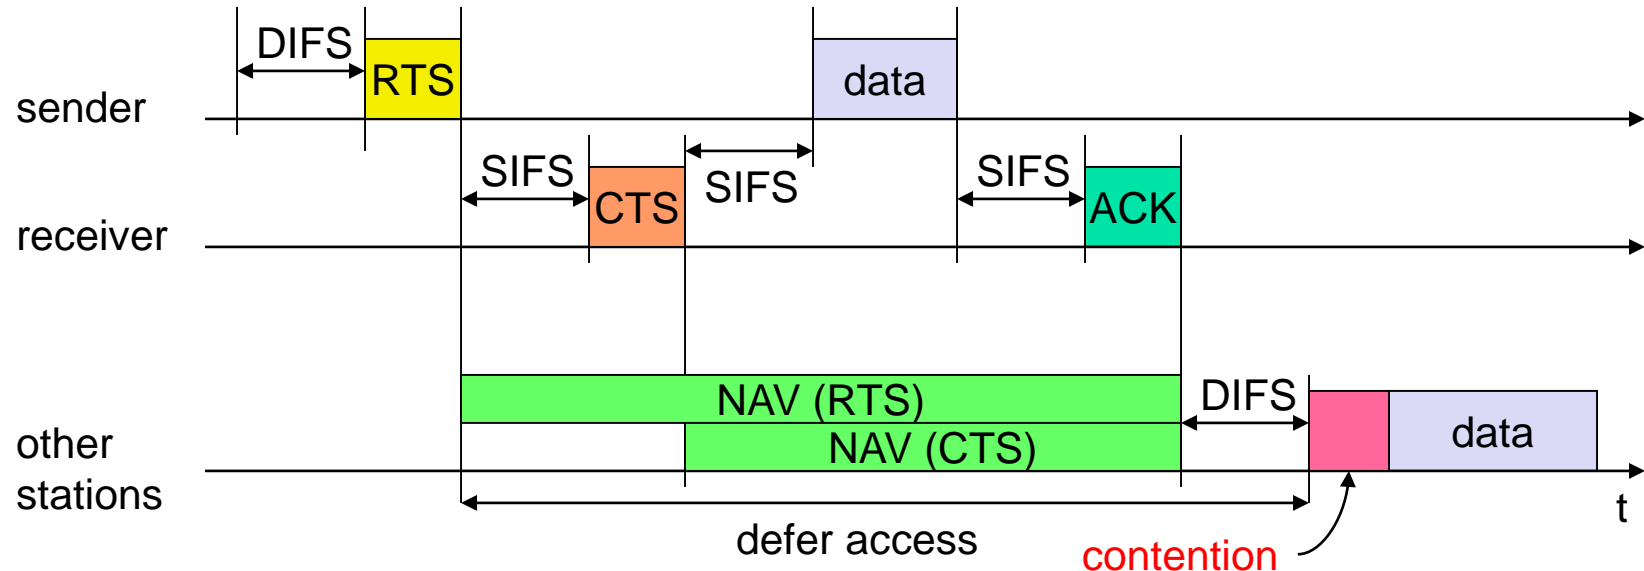 DIFS
RTS
data
sender
SIFS
CTS
SIFS
SIFS
ACK
receiver
NAV (RTS)
DIFS
NAV (CTS)
data
other
stations
t
defer access
contention